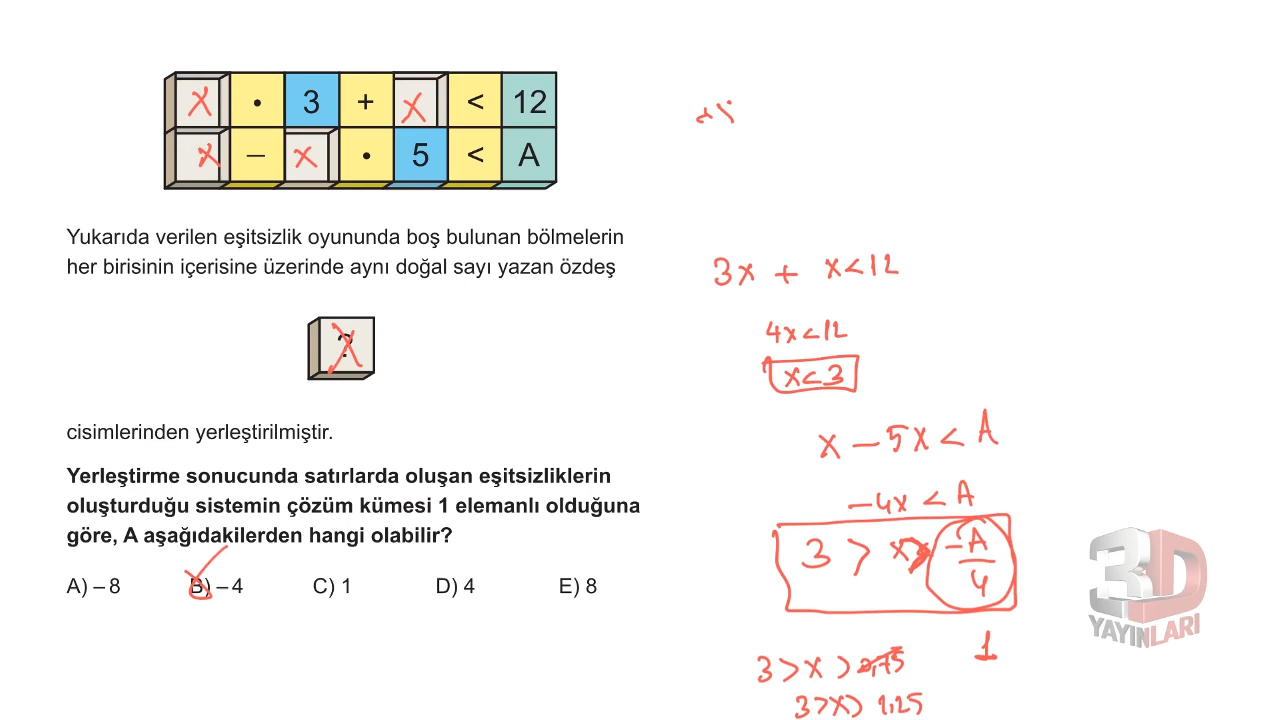 x · 3 + x < 12
x – x · 5 < A
Yukarıda verilen eşitsizlik oyununda boş bulunan bölmelerin
her birisinin içerisine üzerinde aynı doğal sayı yazan özdeş
?
x
cisimlerinden yerleştirilmiştir.
Yerleştirme sonucunda satırlarda oluşan eşitsizliklerin
oluşturduğu sistemin çözüm kümesi 1 elemanlı olduğuna
göre, A aşağıdakilerden hangi olabilir?
A) – 8 B) – 4 C) 1 D) 4 E) 8
3x + x < 12
4x < 12
x < 3
x – 5x < A
– 4x < A
3 > x > –A/4
1
3 > x > 0,75
3 > x > 1,25
3D
YAYINLARI